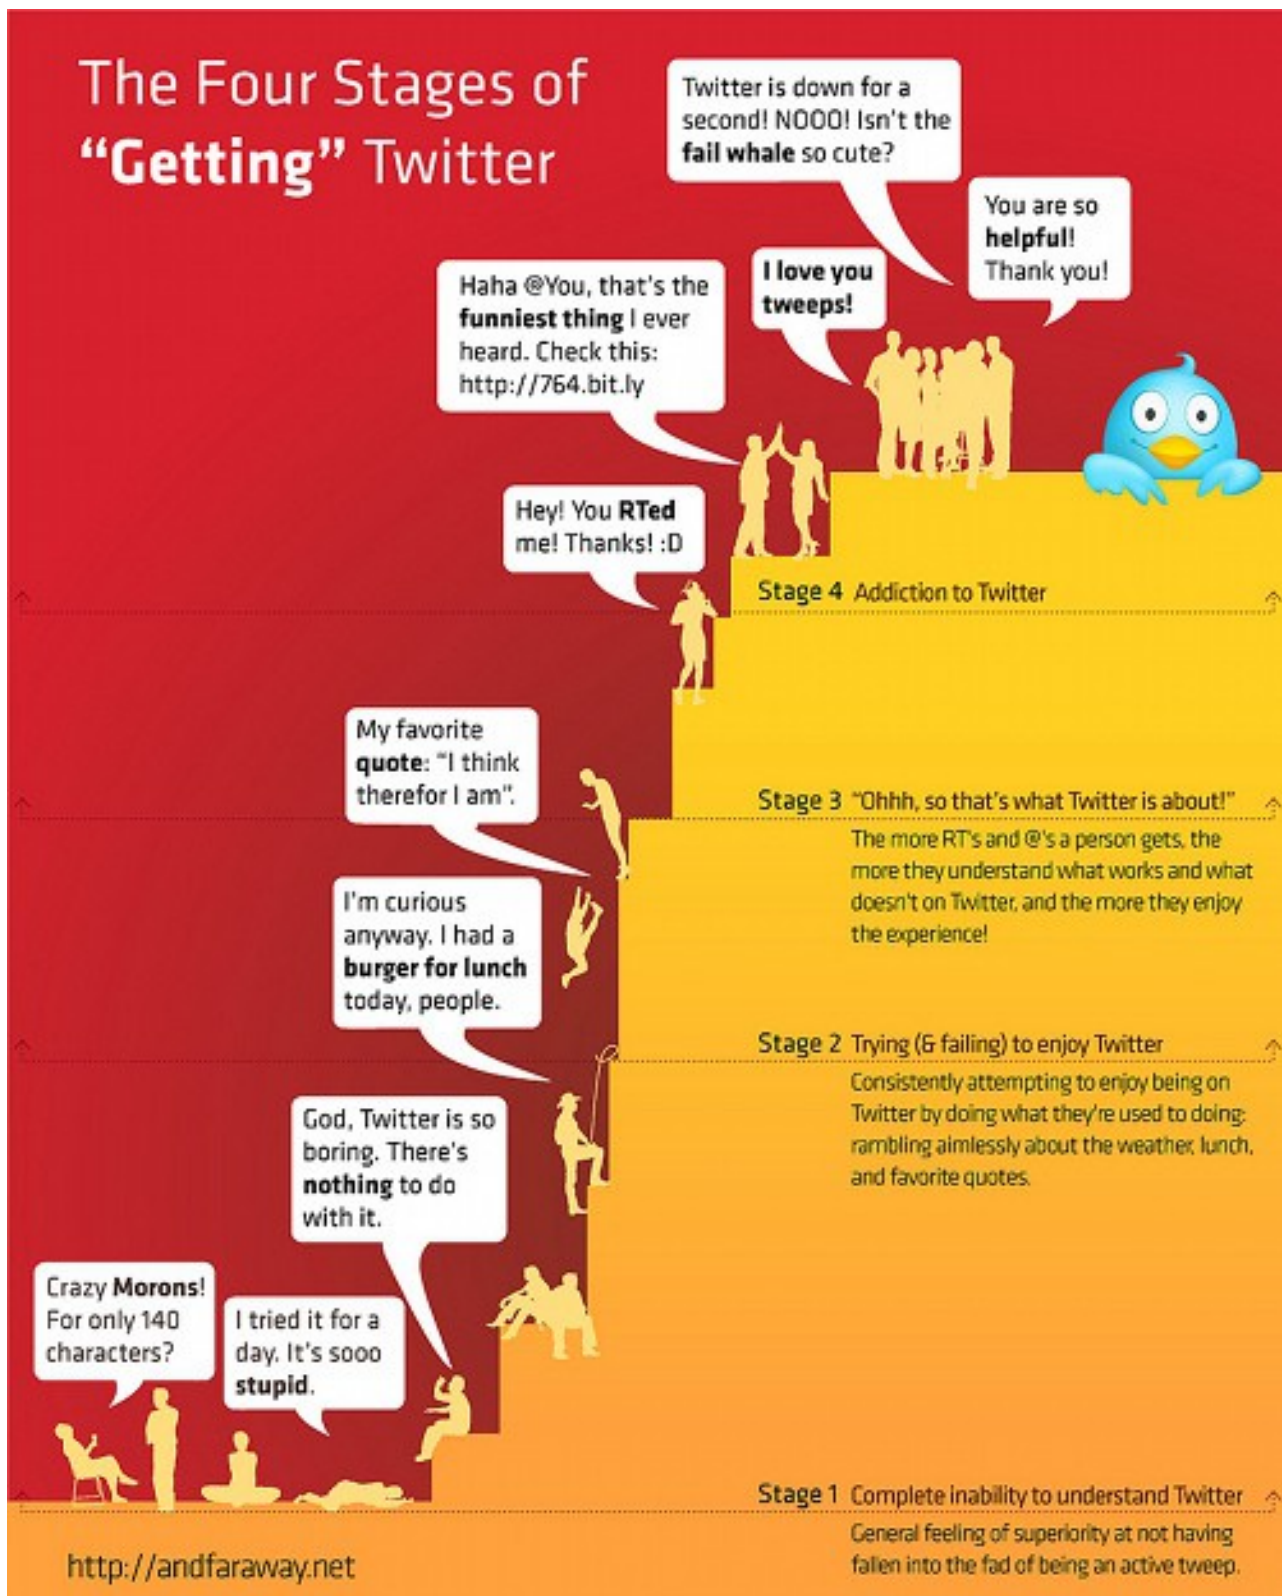 The Four Stages of
“Getting” Twitter
Twitter is down for a
second! NOOO! Isn't the
fail whale so cute?
You are so
helpful!
Thank you!
I love you
tweeps!
Haha @You, that's the
funniest thing I ever
heard. Check this:
http://764.bit.ly
Hey! You RTed
me! Thanks! :D
Stage 4 Addiction to Twitter
My favorite
quote: “I think
therefor I am”.
Stage 3 “Ohhh, so that's what Twitter is about!”
The more RT's and @'s a person gets, the
more they understand what works and what
doesn't on Twitter, and the more they enjoy
the experience!
I'm curious
anyway. I had a
burger for lunch
today, people.
Stage 2 Trying (& failing) to enjoy Twitter
Consistently attempting to enjoy being on
Twitter by doing what they're used to doing:
rambling aimlessly about the weather, lunch,
and favorite quotes.
God, Twitter is so
boring. There's
nothing to do
with it.
Crazy Morons!
For only 140
characters?
I tried it for a
day. It's sooo
stupid.
Stage 1 Complete inability to understand Twitter
General feeling of superiority at not having
fallen into the fad of being an active tweep.
http://andfaraway.net